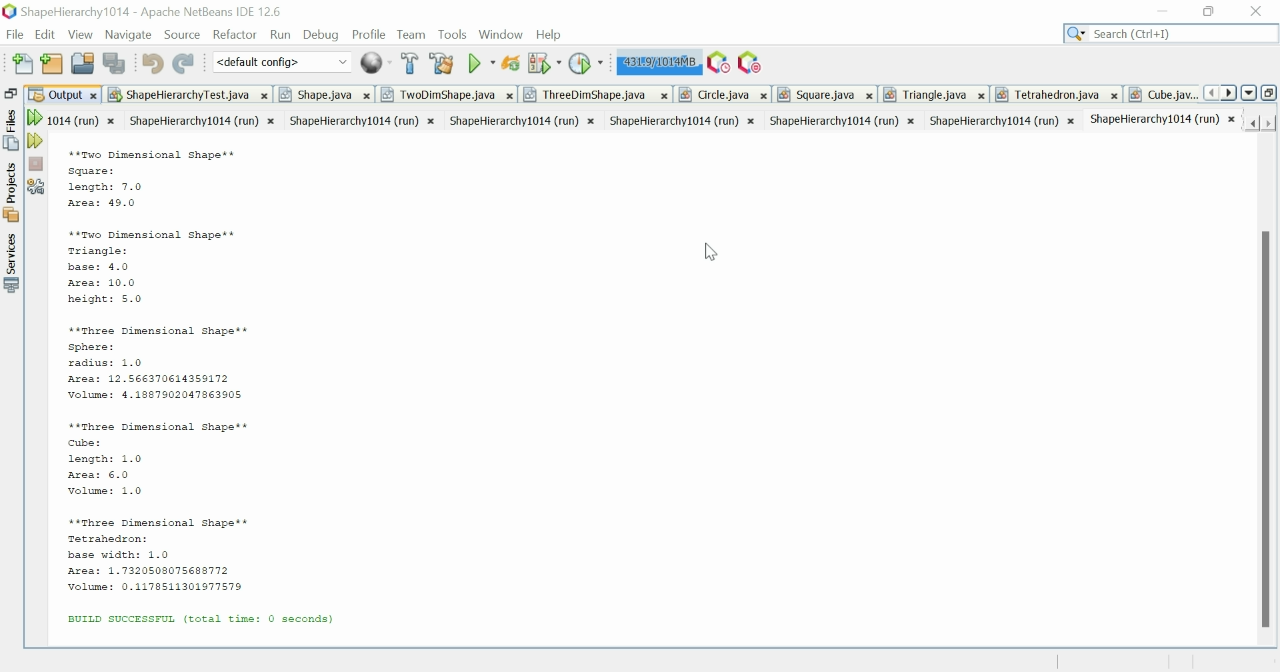 ShapeHierarchy1014 - Apache NetBeans IDE 12.6
File Edit View Navigate Source Refactor Run Debug Profile Team Tools Window Help
Search (Ctrl+I)
<default config>
431.9/1014MB
Output ShapeHierarchyTest.java Shape.java TwoDimShape.java ThreeDimShape.java Circle.java Square.java Triangle.java Tetrahedron.java Cube.jav...
1014 (run) ShapeHierarchy1014 (run) ShapeHierarchy1014 (run) ShapeHierarchy1014 (run) ShapeHierarchy1014 (run) ShapeHierarchy1014 (run) ShapeHierarchy1014 (run) ShapeHierarchy1014 (run)
Files
Projects
Services
**Two Dimensional Shape**
Square:
length: 7.0
Area: 49.0
**Two Dimensional Shape**
Triangle:
base: 4.0
Area: 10.0
height: 5.0
**Three Dimensional Shape**
Sphere:
radius: 1.0
Area: 12.566370614359172
Volume: 4.1887902047863905
**Three Dimensional Shape**
Cube:
length: 1.0
Area: 6.0
Volume: 1.0
**Three Dimensional Shape**
Tetrahedron:
base width: 1.0
Area: 1.7320508075688772
Volume: 0.1178511301977579
BUILD SUCCESSFUL (total time: 0 seconds)